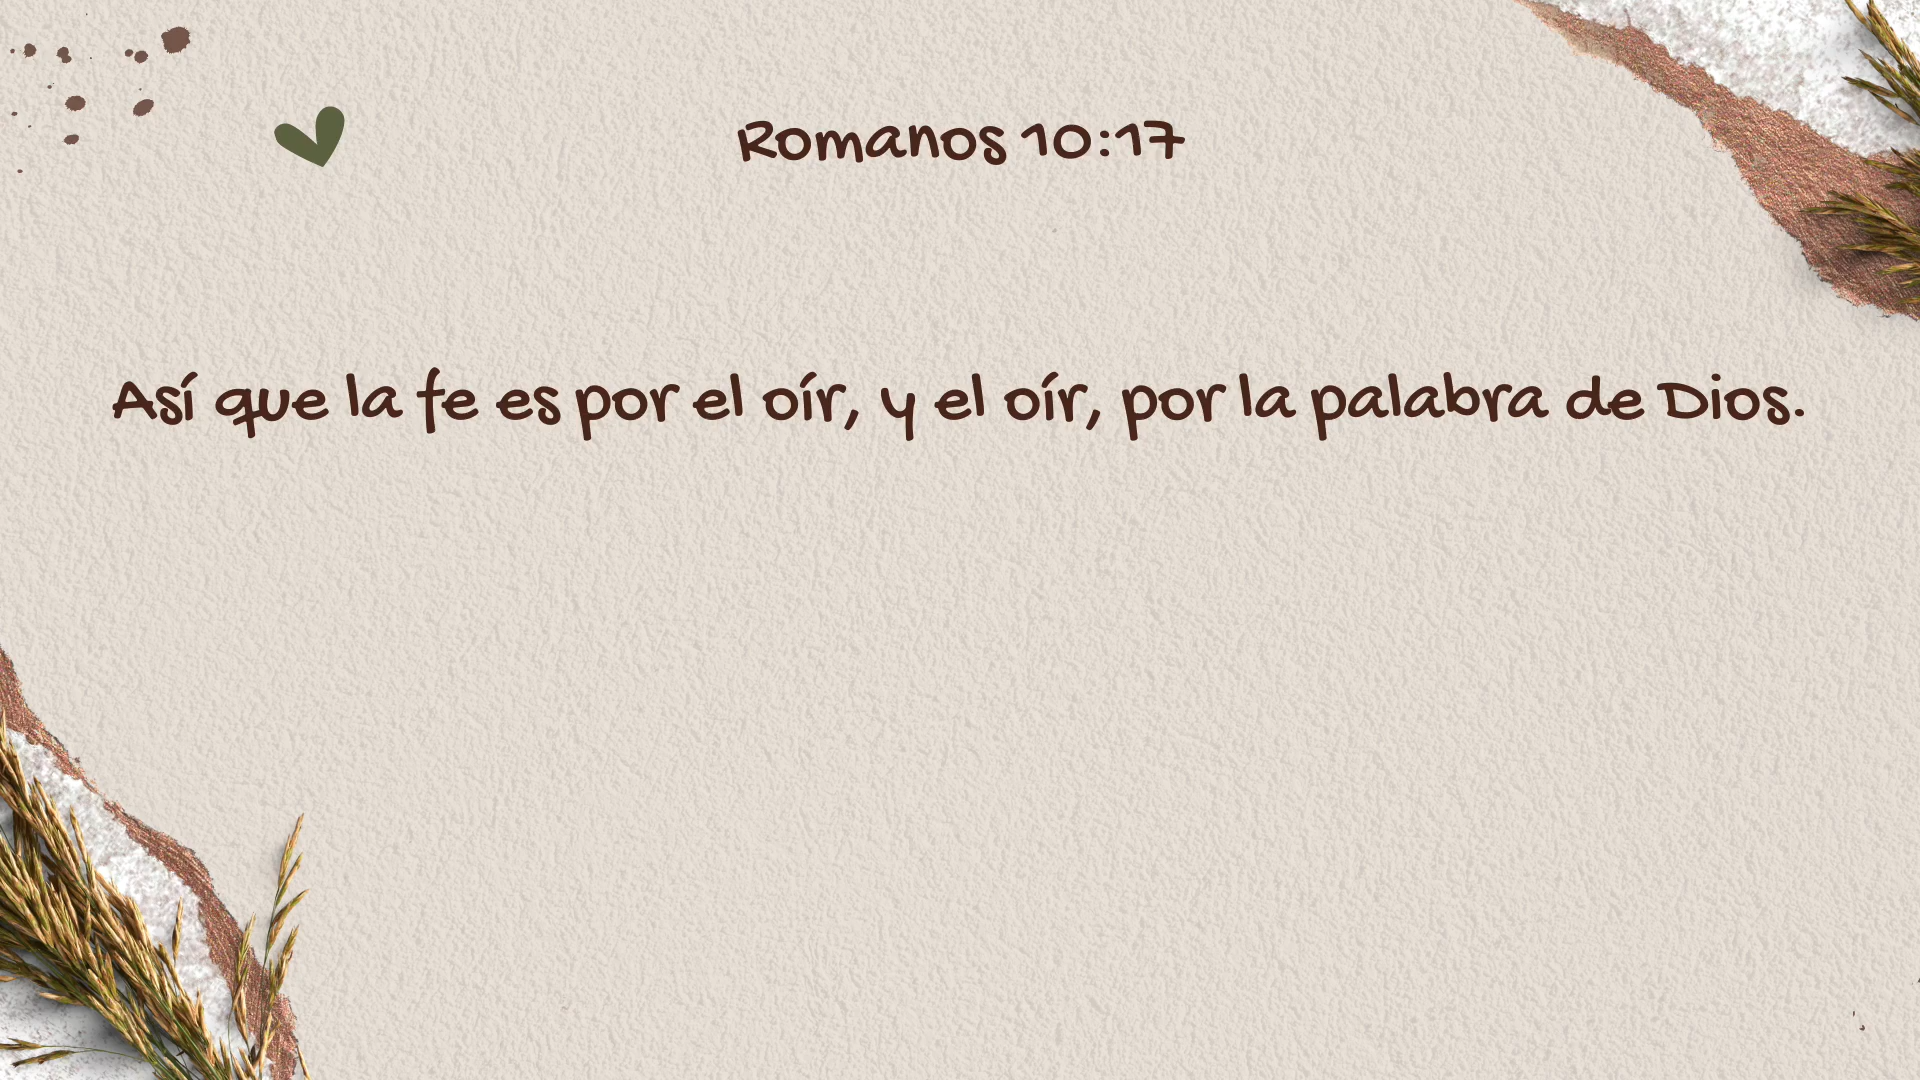 Romanos 10:17
Así que la fe es por el oír, y el oír, por la palabra de Dios.